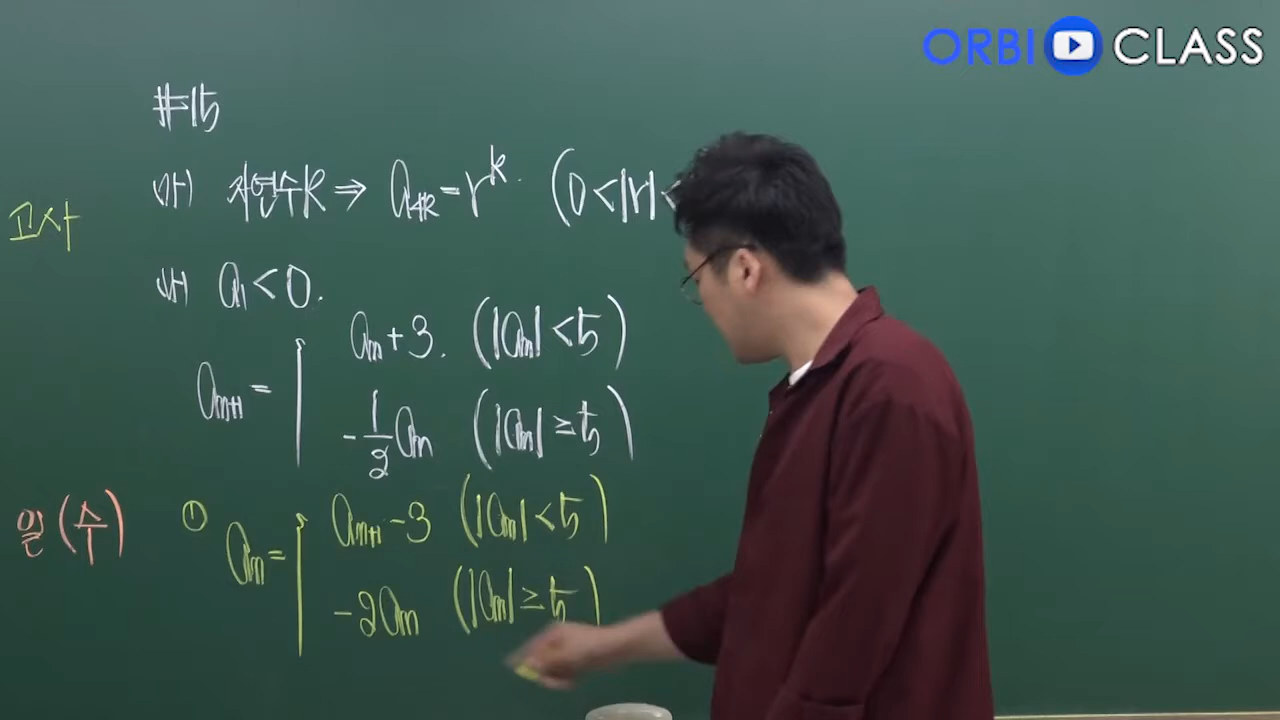 ORBI CLASS
#15
(가) 자연수 k ⇒ a_{4k} = r^k. (0 < |r| <
고사
(나) a_1 < 0.
a_{n+1} = { a_n + 3. (|a_n| < 5)
-\frac{1}{2}a_n (|a_n| ≥ 5)
일 (수)
① a_n = { a_{n+1} - 3 (|a_n| < 5)
-2a_n (|a_n| ≥ 5)